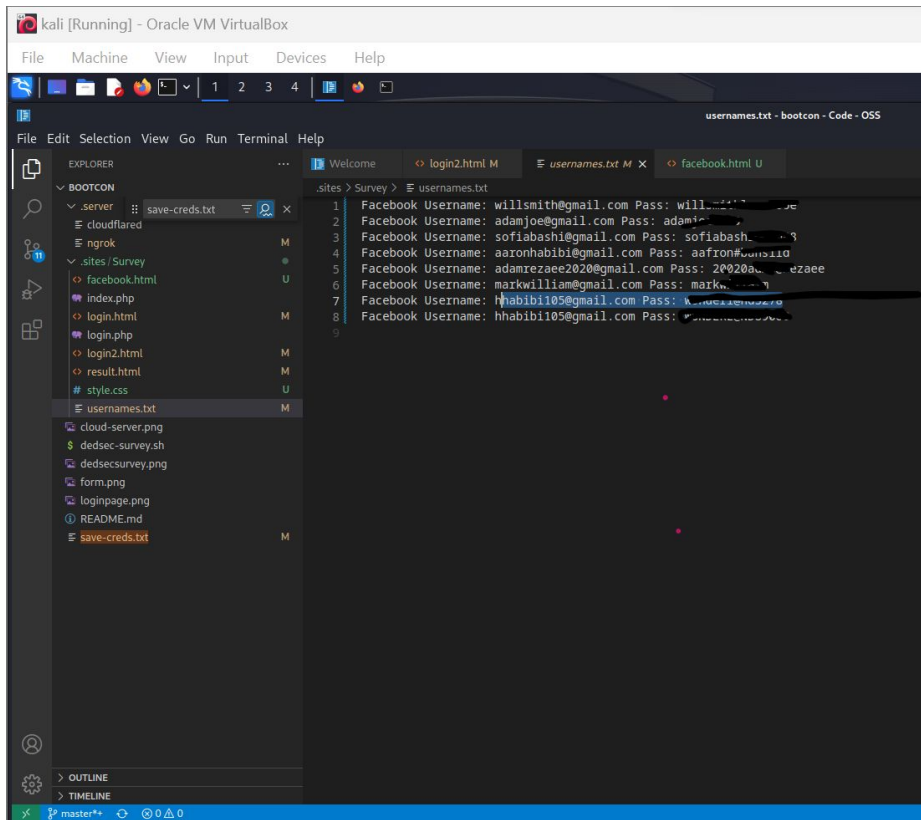 kali [Running] - Oracle VM VirtualBox
File Machine View Input Devices Help
1 2 3 4
usernames.txt - bootcon - Code - OSS
File Edit Selection View Go Run Terminal Help
EXPLORER ...
Welcome
login2.html M
usernames.txt M
facebook.html U
BOOTCON
.sites > Survey > usernames.txt
.server
save-creds.txt
cloudflared
ngrok M
.sites / Survey
facebook.html U
index.php
login.html M
login.php
login2.html M
result.html M
style.css U
usernames.txt M
cloud-server.png
dedsec-survey.sh
dedsecsurvey.png
form.png
loginpage.png
README.md
save-creds.txt M
1 Facebook Username: willsmith@gmail.com Pass:
2 Facebook Username: adamjoe@gmail.com Pass:
3 Facebook Username: sofiabashi@gmail.com Pass:
4 Facebook Username: aaronhabibi@gmail.com Pass:
5 Facebook Username: adamrezaee2020@gmail.com Pass:
6 Facebook Username: markwilliam@gmail.com Pass:
7 Facebook Username: hhabibi105@gmail.com Pass:
8 Facebook Username: hhabibi105@gmail.com Pass:
9
11
OUTLINE
TIMELINE
master*+ 0 0